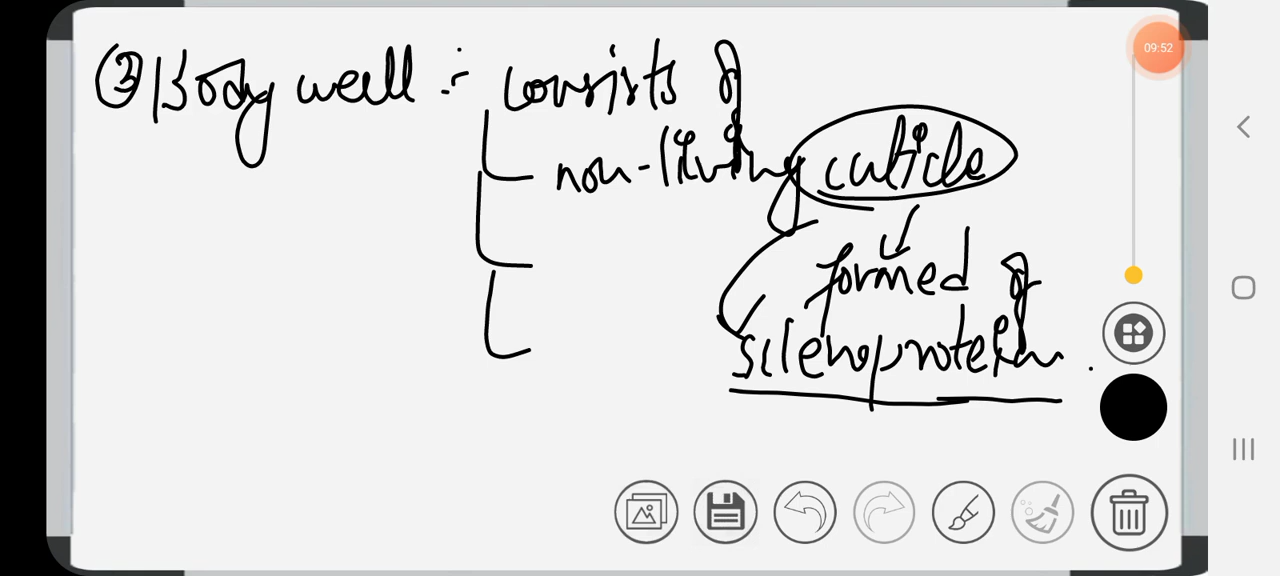 ③ Body wall :- consists of
non-living cuticle
formed of
scleroprotein.
09:52